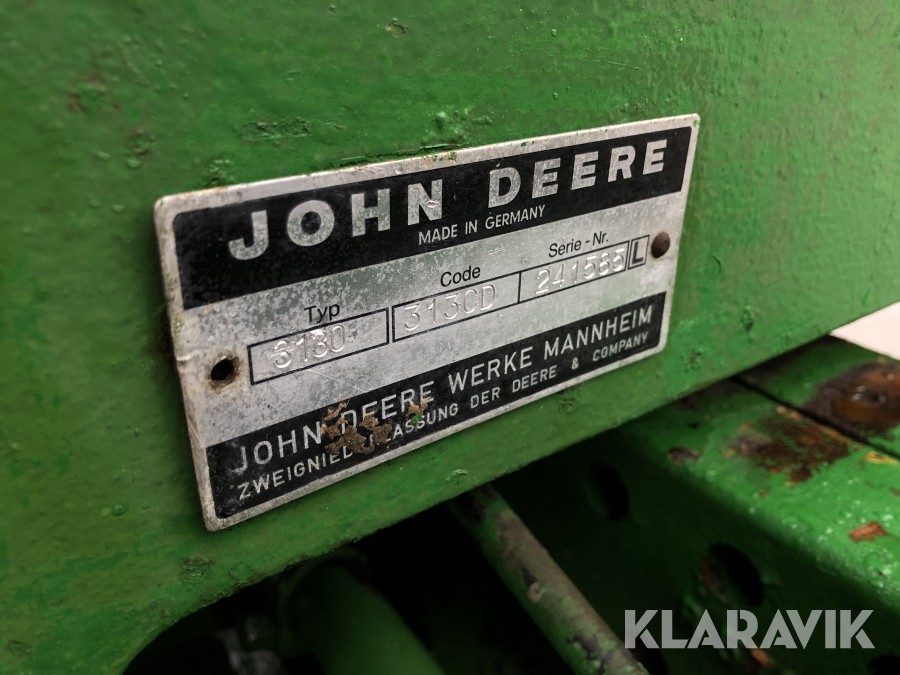 JOHN DEERE
MADE IN GERMANY
Typ Code Serie - Nr.
3130 3130D 241585 L
JOHN DEERE WERKE MANNHEIM
ZWEIGNIEDERLASSUNG DER DEERE & COMPANY
KLARAVIK